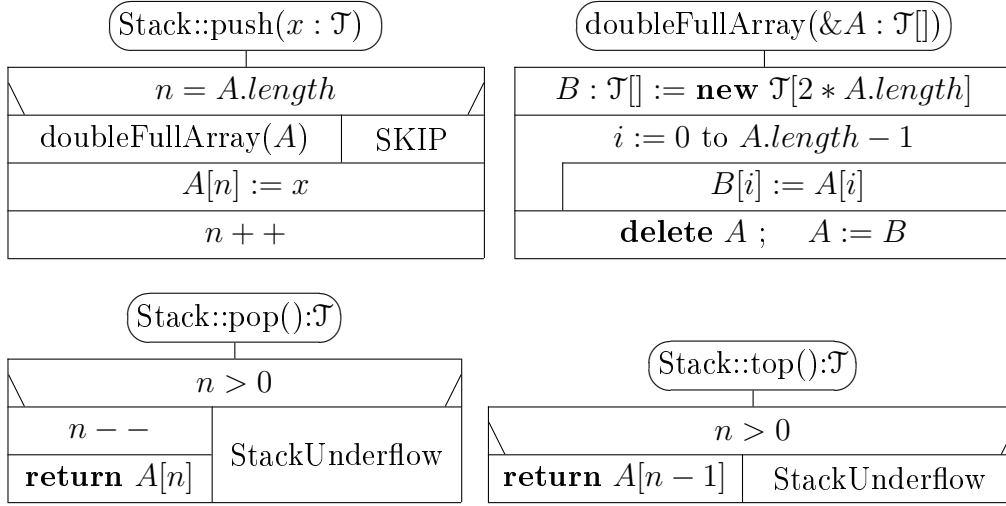 Stack::push(x : 𝒯)
n = A.length
doubleFullArray(A) SKIP
A[n] := x
n + +
doubleFullArray(&A : 𝒯[])
B : 𝒯[] := new 𝒯[2 ∗ A.length]
i := 0 to A.length − 1
B[i] := A[i]
delete A ; A := B
Stack::pop():𝒯
n > 0
n − −
return A[n]
StackUnderflow
Stack::top():𝒯
n > 0
return A[n − 1] StackUnderflow